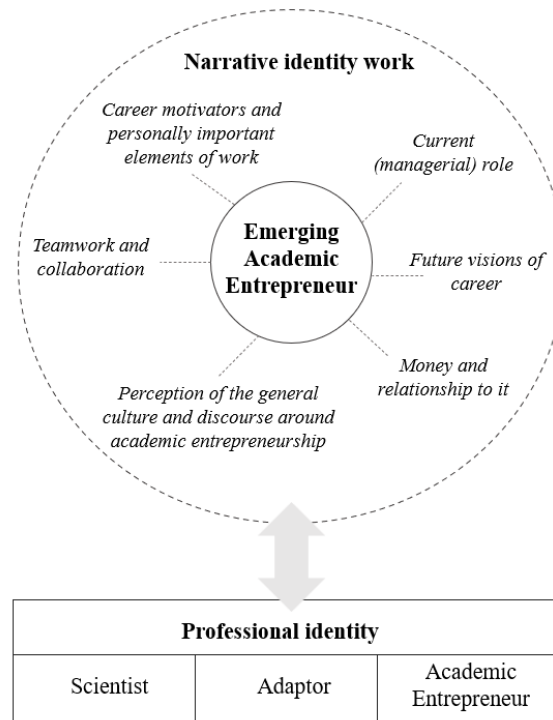 Narrative identity work
Career motivators and
personally important
elements of work
Current
(managerial) role
Teamwork and
collaboration
Emerging
Academic
Entrepreneur
Future visions of
career
Money and
relationship to it
Perception of the general
culture and discourse around
academic entrepreneurship
Professional identity
Scientist
Adaptor
Academic
Entrepreneur